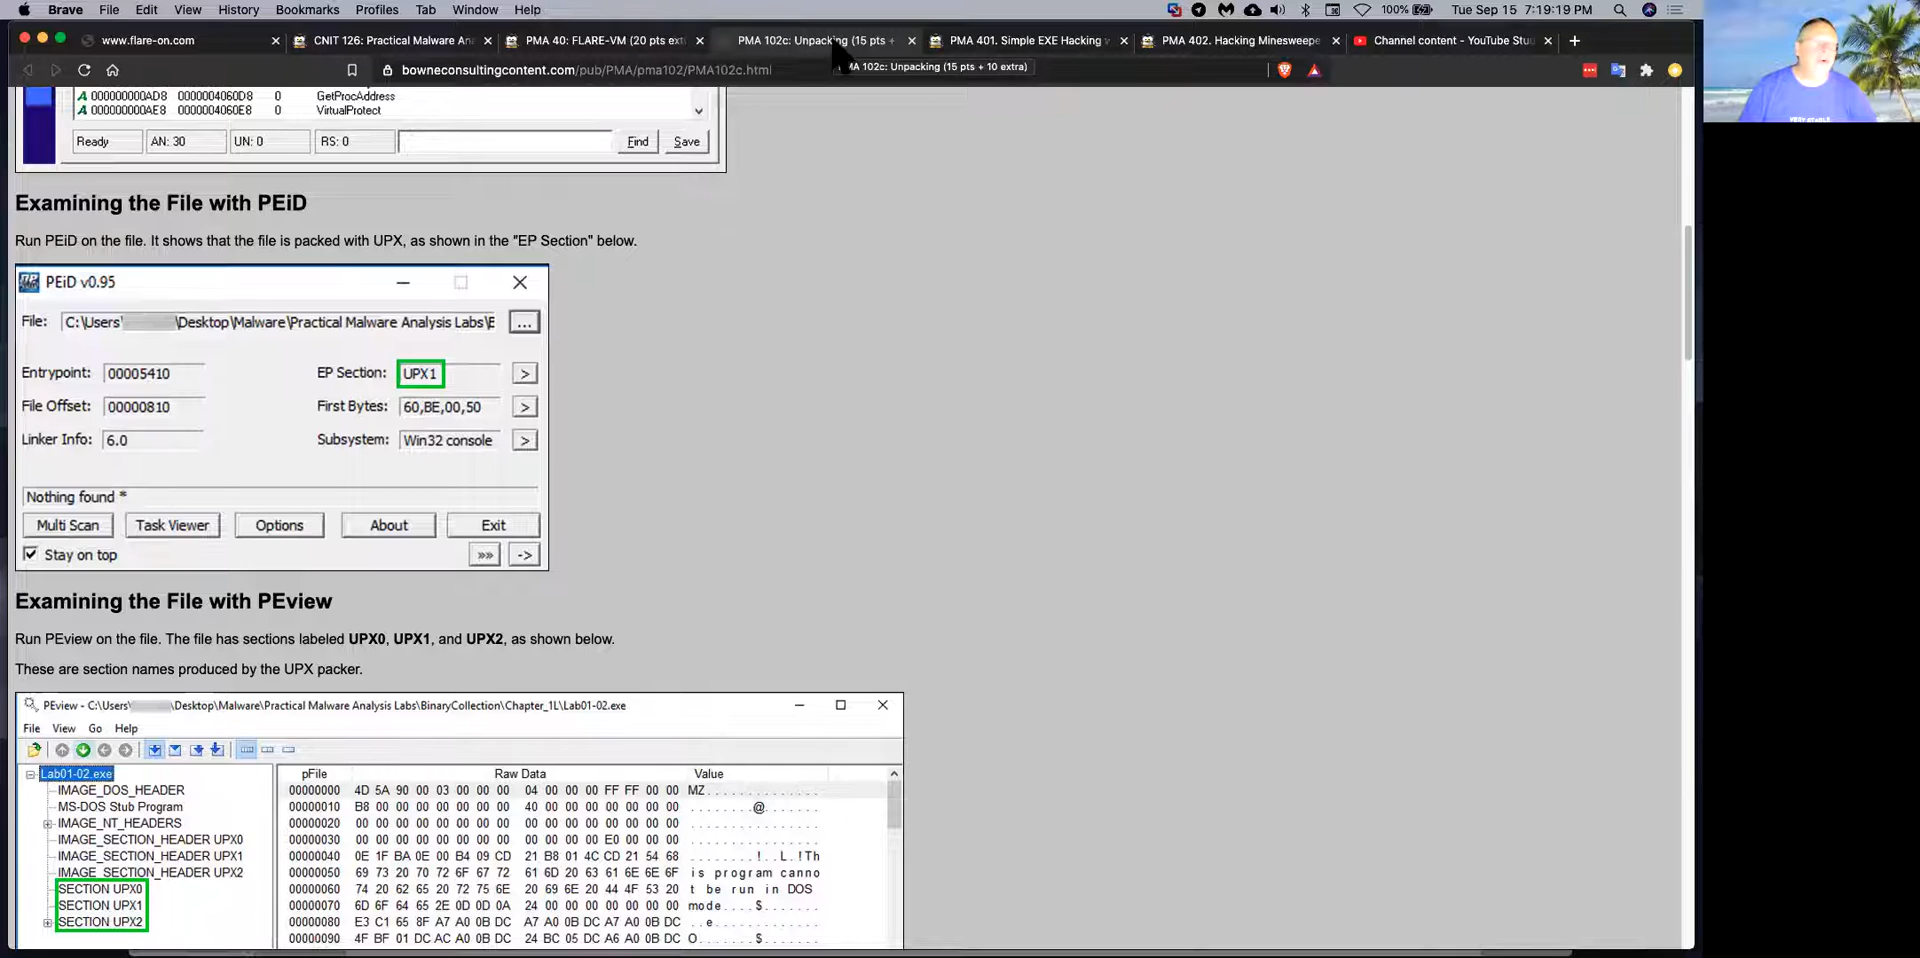 Brave File Edit View History Bookmarks Profiles Tab Window Help 100% Tue Sep 15 7:19:19 PM
www.flare-on.com CNIT 126: Practical Malware An PMA 40: FLARE-VM (20 pts ext PMA 102c: Unpacking (15 pts + PMA 401. Simple EXE Hacking PMA 402. Hacking Minesweepe Channel content - YouTube Stu
bowneconsultingcontent.com/pub/PMA/pma102/PMA102c.html PMA 102c: Unpacking (15 pts + 10 extra)
A 000000000AD8 0000004060D8 0 GetProcAddress
A 000000000AE8 0000004060E8 0 VirtualProtect
Ready AN: 30 UN: 0 RS: 0 Find Save
Examining the File with PEiD
Run PEiD on the file. It shows that the file is packed with UPX, as shown in the "EP Section" below.
PEiD v0.95
File: C:\Users\ \Desktop\Malware\Practical Malware Analysis Labs\E ...
Entrypoint: 00005410 EP Section: UPX1 >
File Offset: 00000810 First Bytes: 60,BE,00,50 >
Linker Info: 6.0 Subsystem: Win32 console >
Nothing found *
Multi Scan Task Viewer Options About Exit
Stay on top »» ->
Examining the File with PEview
Run PEview on the file. The file has sections labeled UPX0, UPX1, and UPX2, as shown below.
These are section names produced by the UPX packer.
PEview - C:\Users\ \Desktop\Malware\Practical Malware Analysis Labs\BinaryCollection\Chapter_1L\Lab01-02.exe
File View Go Help
Lab01-02.exe
IMAGE_DOS_HEADER
MS-DOS Stub Program
IMAGE_NT_HEADERS
IMAGE_SECTION_HEADER UPX0
IMAGE_SECTION_HEADER UPX1
IMAGE_SECTION_HEADER UPX2
SECTION UPX0
SECTION UPX1
SECTION UPX2
pFile Raw Data Value
00000000 4D 5A 90 00 03 00 00 00 04 00 00 00 FF FF 00 00 MZ..............
00000010 B8 00 00 00 00 00 00 00 40 00 00 00 00 00 00 00 ........@.......
00000020 00 00 00 00 00 00 00 00 00 00 00 00 00 00 00 00 ................
00000030 00 00 00 00 00 00 00 00 00 00 00 00 E0 00 00 00 ................
00000040 0E 1F BA 0E 00 B4 09 CD 21 B8 01 4C CD 21 54 68 ........!..L.!Th
00000050 69 73 20 70 72 6F 67 72 61 6D 20 63 61 6E 6E 6F is program canno
00000060 74 20 62 65 20 72 75 6E 20 69 6E 20 44 4F 53 20 t be run in DOS
00000070 6D 6F 64 65 2E 0D 0D 0A 24 00 00 00 00 00 00 00 mode....$.......
00000080 E3 C1 65 8F A7 A0 0B DC A7 A0 0B DC A7 A0 0B DC ..e.............
00000090 4F BF 01 DC AC A0 0B DC 24 BC 05 DC A6 A0 0B DC O.......$.......